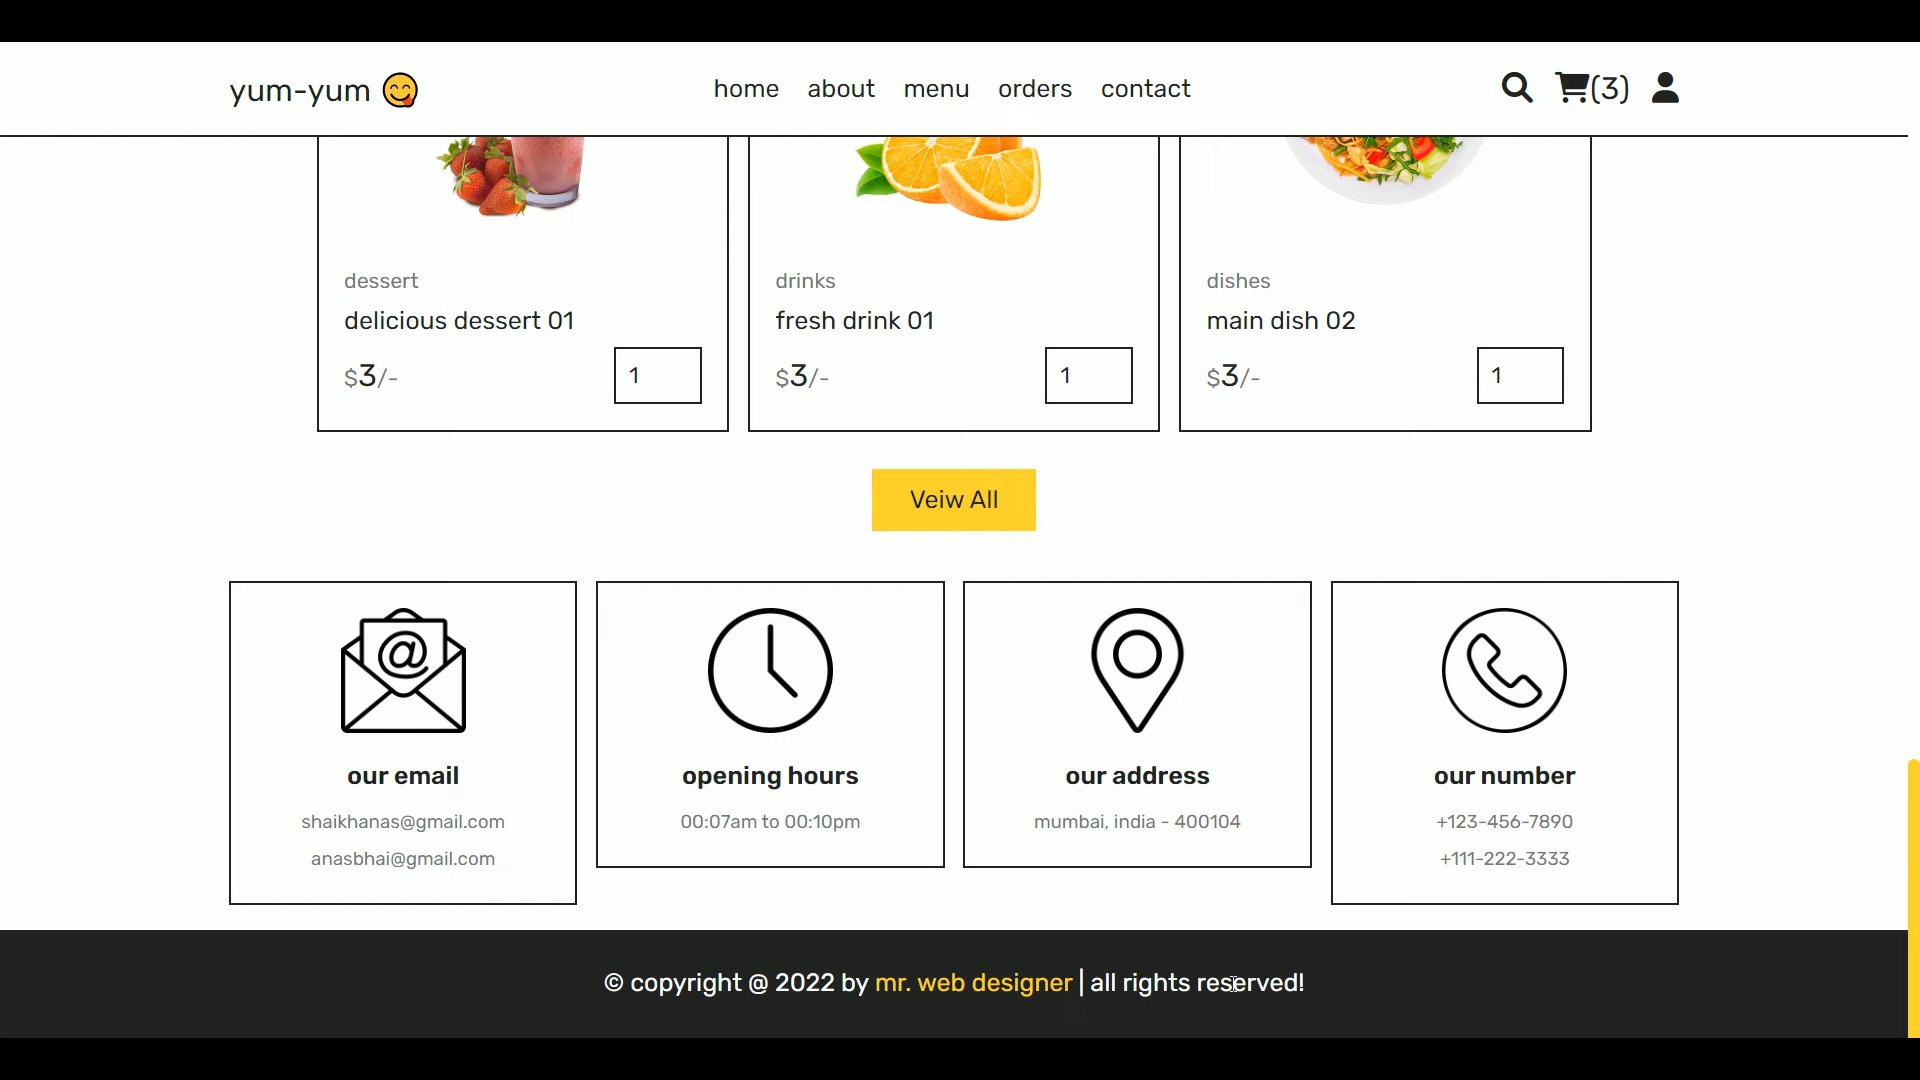 yum-yum
home about menu orders contact
(3)
dessert
delicious dessert 01
$3/-
1
drinks
fresh drink 01
$3/-
1
dishes
main dish 02
$3/-
1
Veiw All
@
our email
shaikhanas@gmail.com
anasbhai@gmail.com
opening hours
00:07am to 00:10pm
our address
mumbai, india - 400104
our number
+123-456-7890
+111-222-3333
© copyright @ 2022 by mr. web designer | all rights reserved!